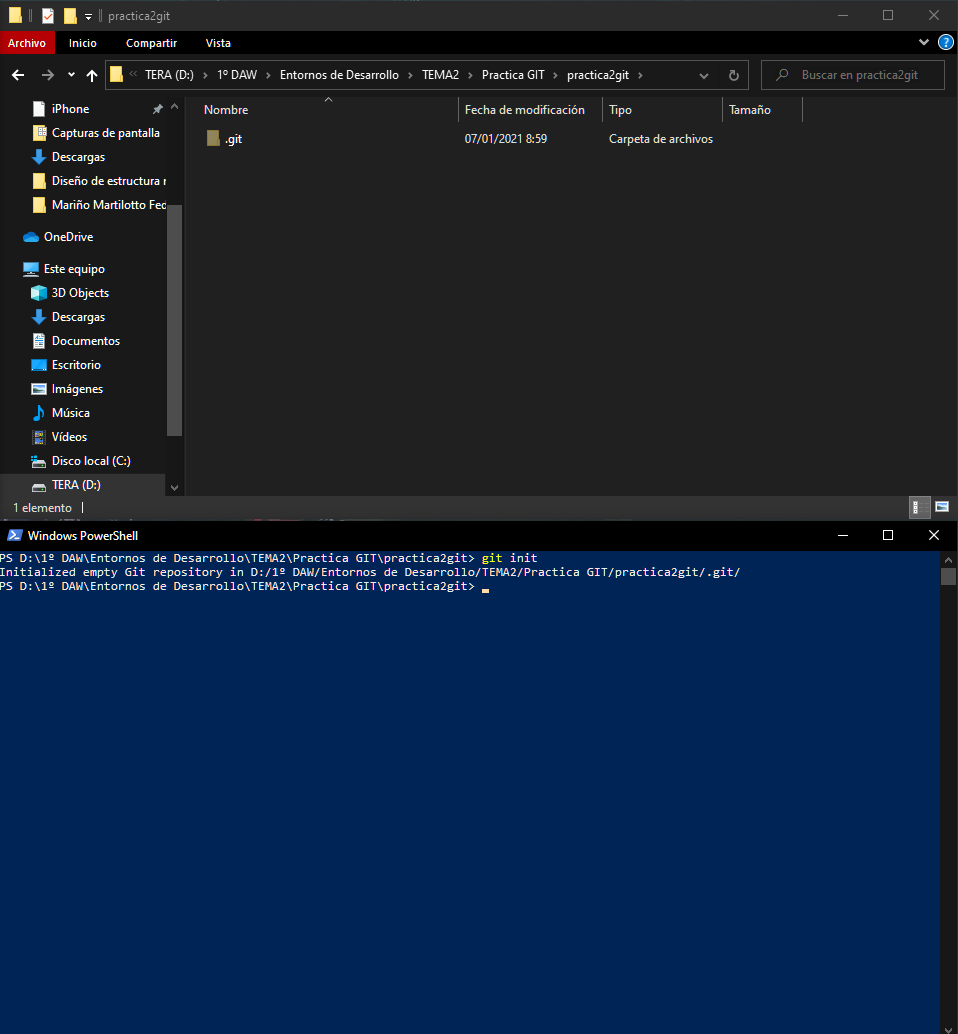 practica2git
Archivo Inicio Compartir Vista
TERA (D:) 1º DAW Entornos de Desarrollo TEMA2 Practica GIT practica2git Buscar en practica2git
iPhone
Capturas de pantalla
Descargas
Diseño de estructura r
Mariño Martilotto Fed
OneDrive
Este equipo
3D Objects
Descargas
Documentos
Escritorio
Imágenes
Música
Vídeos
Disco local (C:)
TERA (D:)
Nombre Fecha de modificación Tipo Tamaño
.git 07/01/2021 8:59 Carpeta de archivos
1 elemento
Windows PowerShell
PS D:\1º DAW\Entornos de Desarrollo\TEMA2\Practica GIT\practica2git> git init
Initialized empty Git repository in D:/1º DAW/Entornos de Desarrollo/TEMA2/Practica GIT/practica2git/.git/
PS D:\1º DAW\Entornos de Desarrollo\TEMA2\Practica GIT\practica2git>